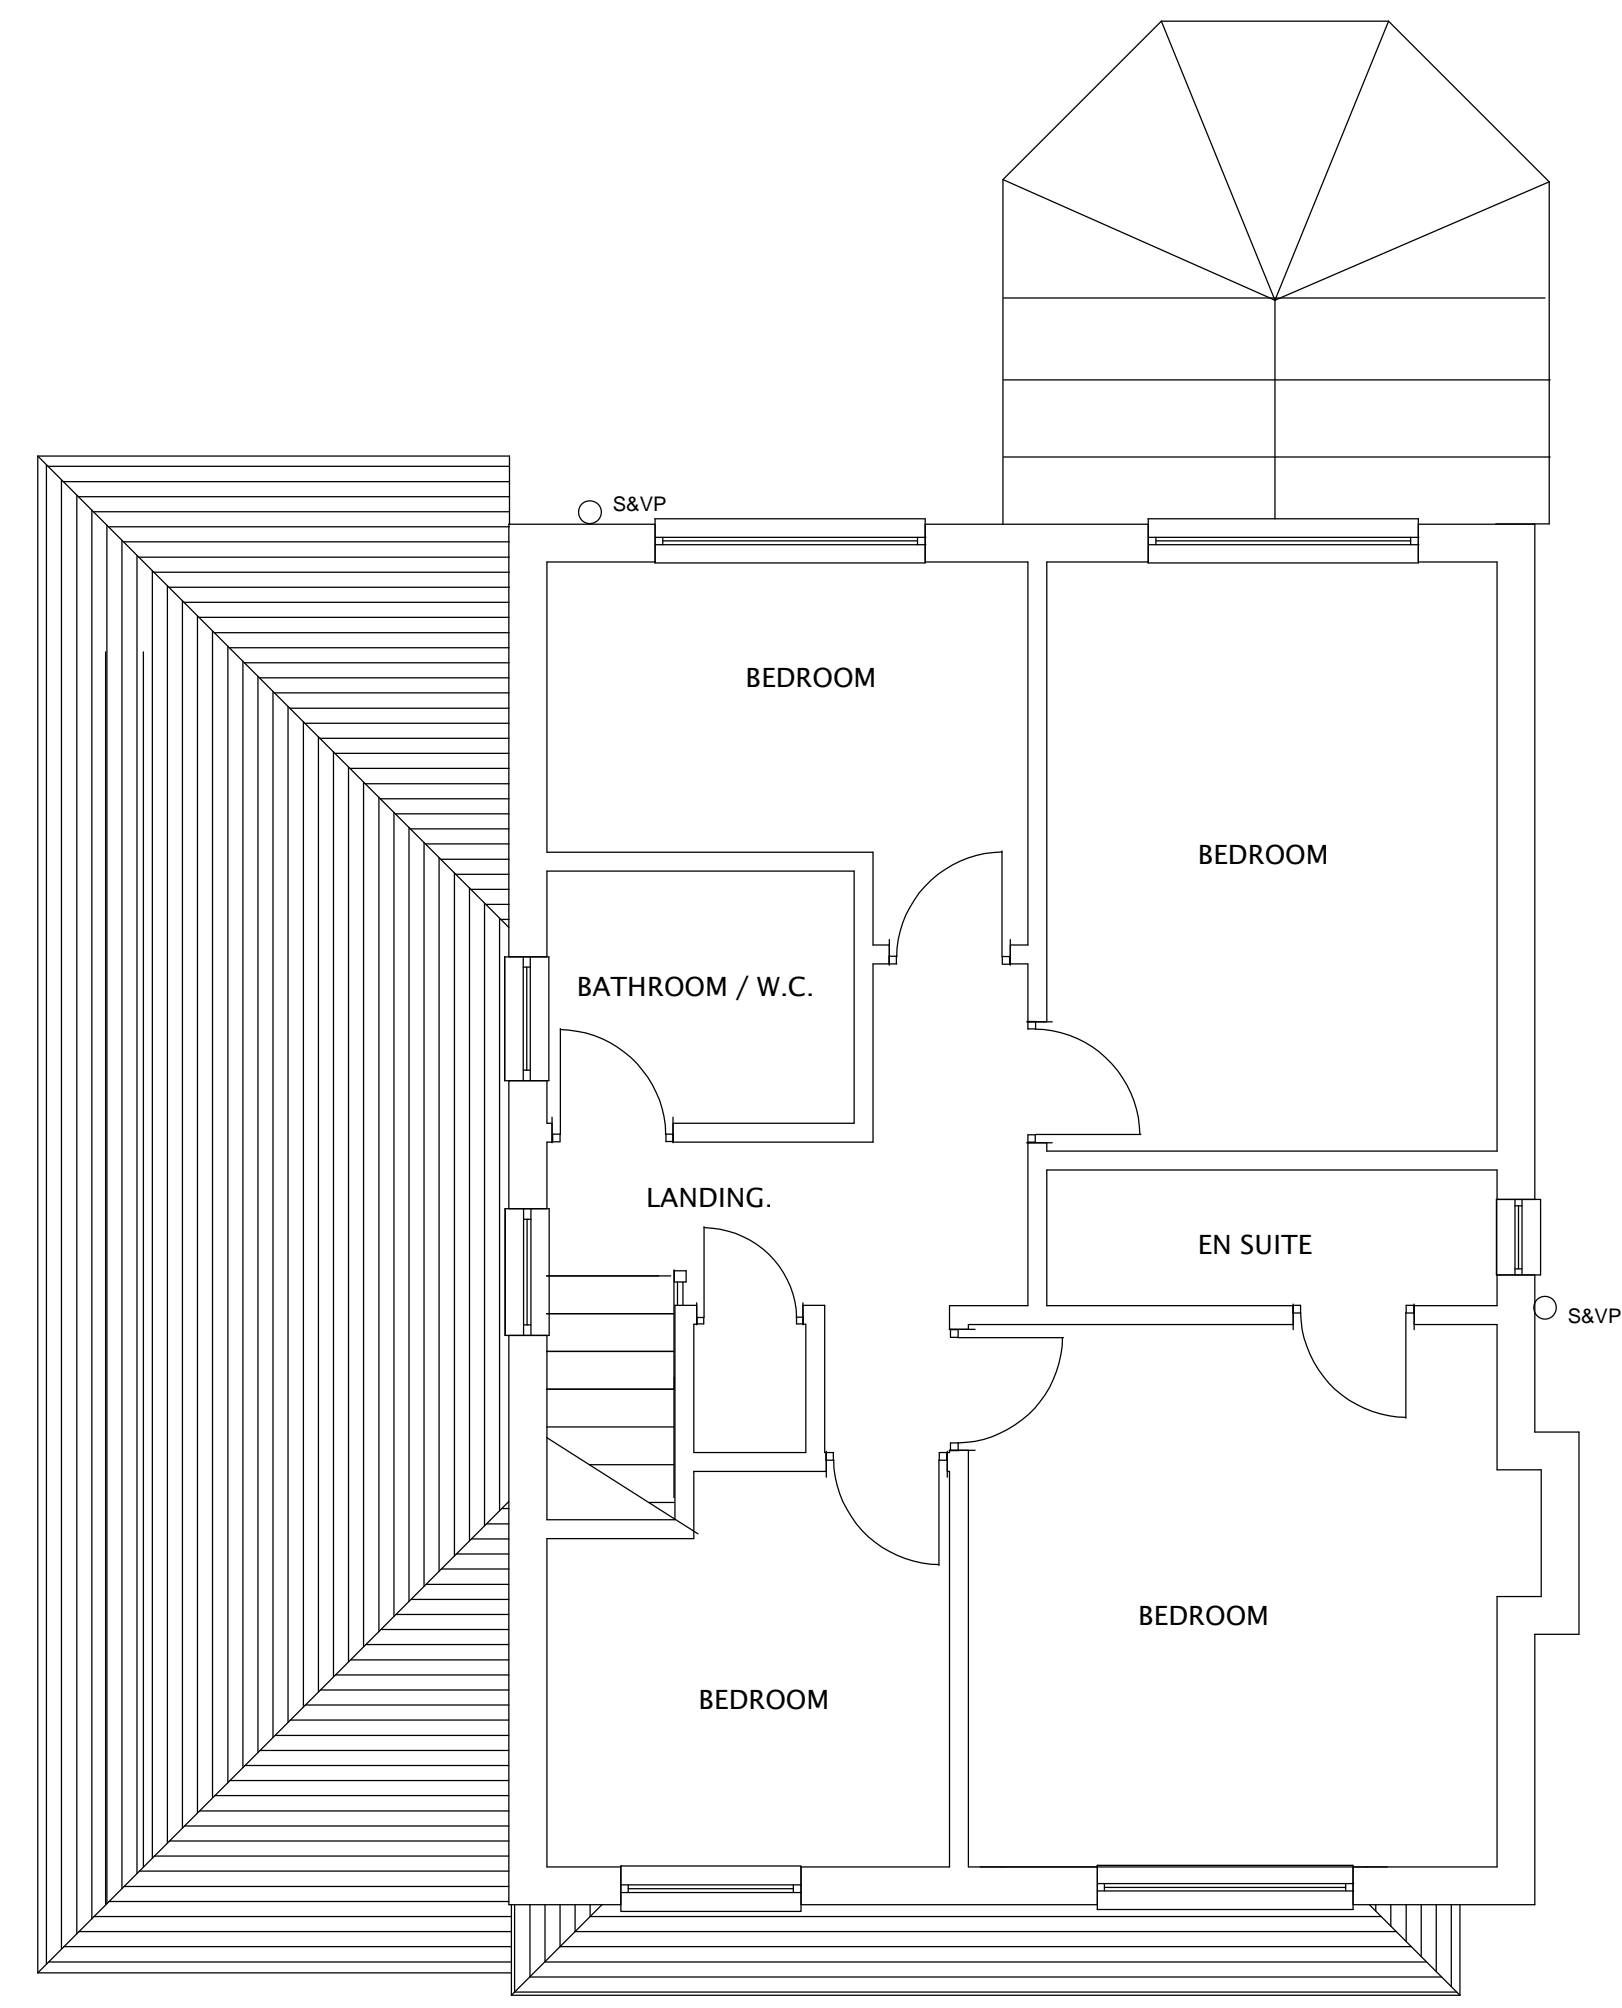 S&VP
BEDROOM
BEDROOM
BATHROOM / W.C.
LANDING.
EN SUITE
S&VP
BEDROOM
BEDROOM